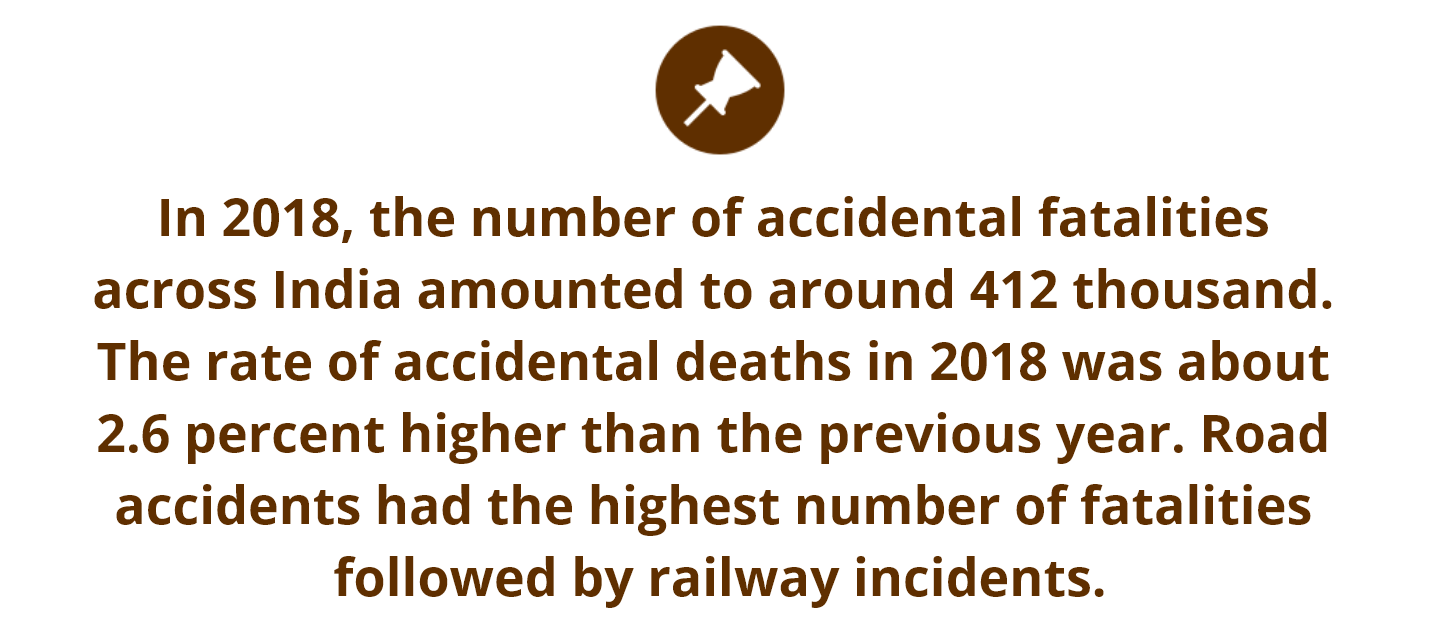 In 2018, the number of accidental fatalities
across India amounted to around 412 thousand.
The rate of accidental deaths in 2018 was about
2.6 percent higher than the previous year. Road
accidents had the highest number of fatalities
followed by railway incidents.